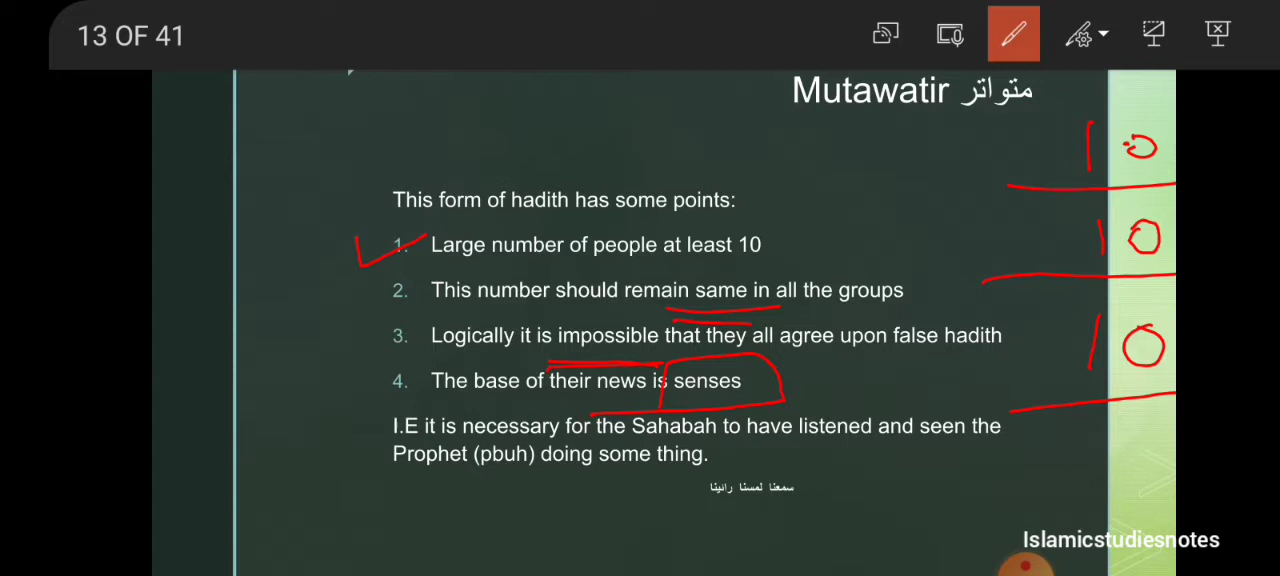 13 OF 41
Mutawatir متواتر
This form of hadith has some points:
1. Large number of people at least 10
2. This number should remain same in all the groups
3. Logically it is impossible that they all agree upon false hadith
4. The base of their news is senses
I.E it is necessary for the Sahabah to have listened and seen the
Prophet (pbuh) doing some thing.
سمعنا لمسنا رائينا
10
10
10
Islamicstudiesnotes